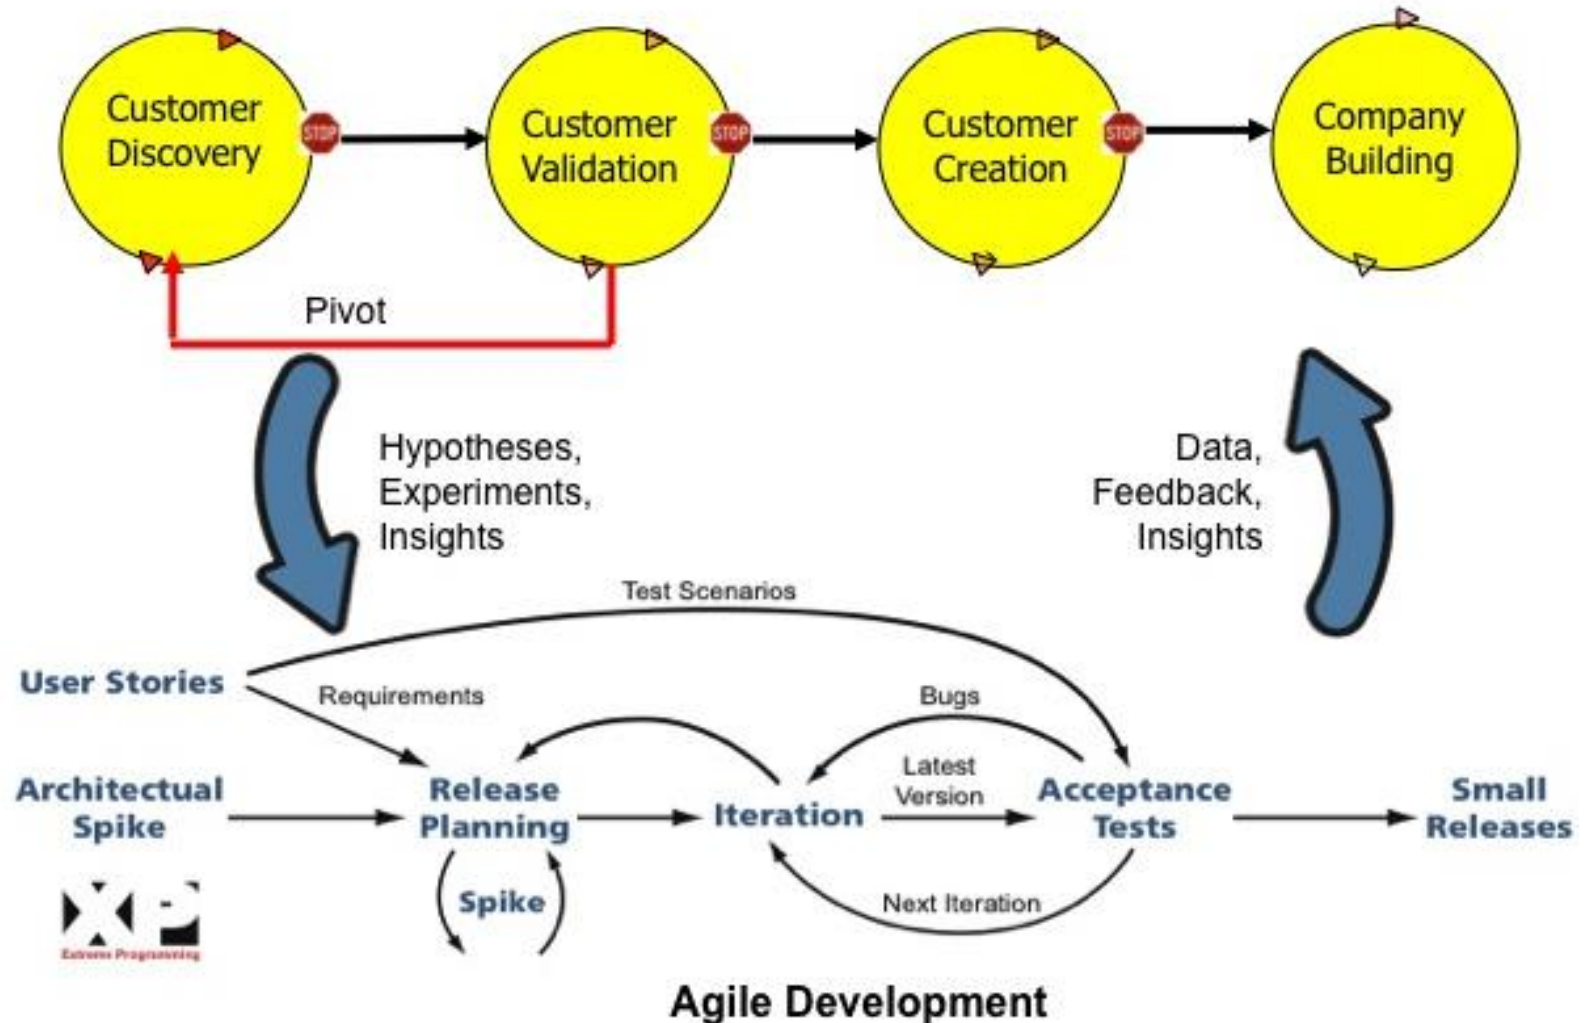 Customer
Discovery
STOP
Customer
Validation
STOP
Customer
Creation
STOP
Company
Building
Pivot
Hypotheses,
Experiments,
Insights
Data,
Feedback,
Insights
Test Scenarios
User Stories
Requirements
Bugs
Architectual
Spike
Release
Planning
Iteration
Latest
Version
Acceptance
Tests
Small
Releases
Spike
Next Iteration
XP
Extreme Programming
Agile Development